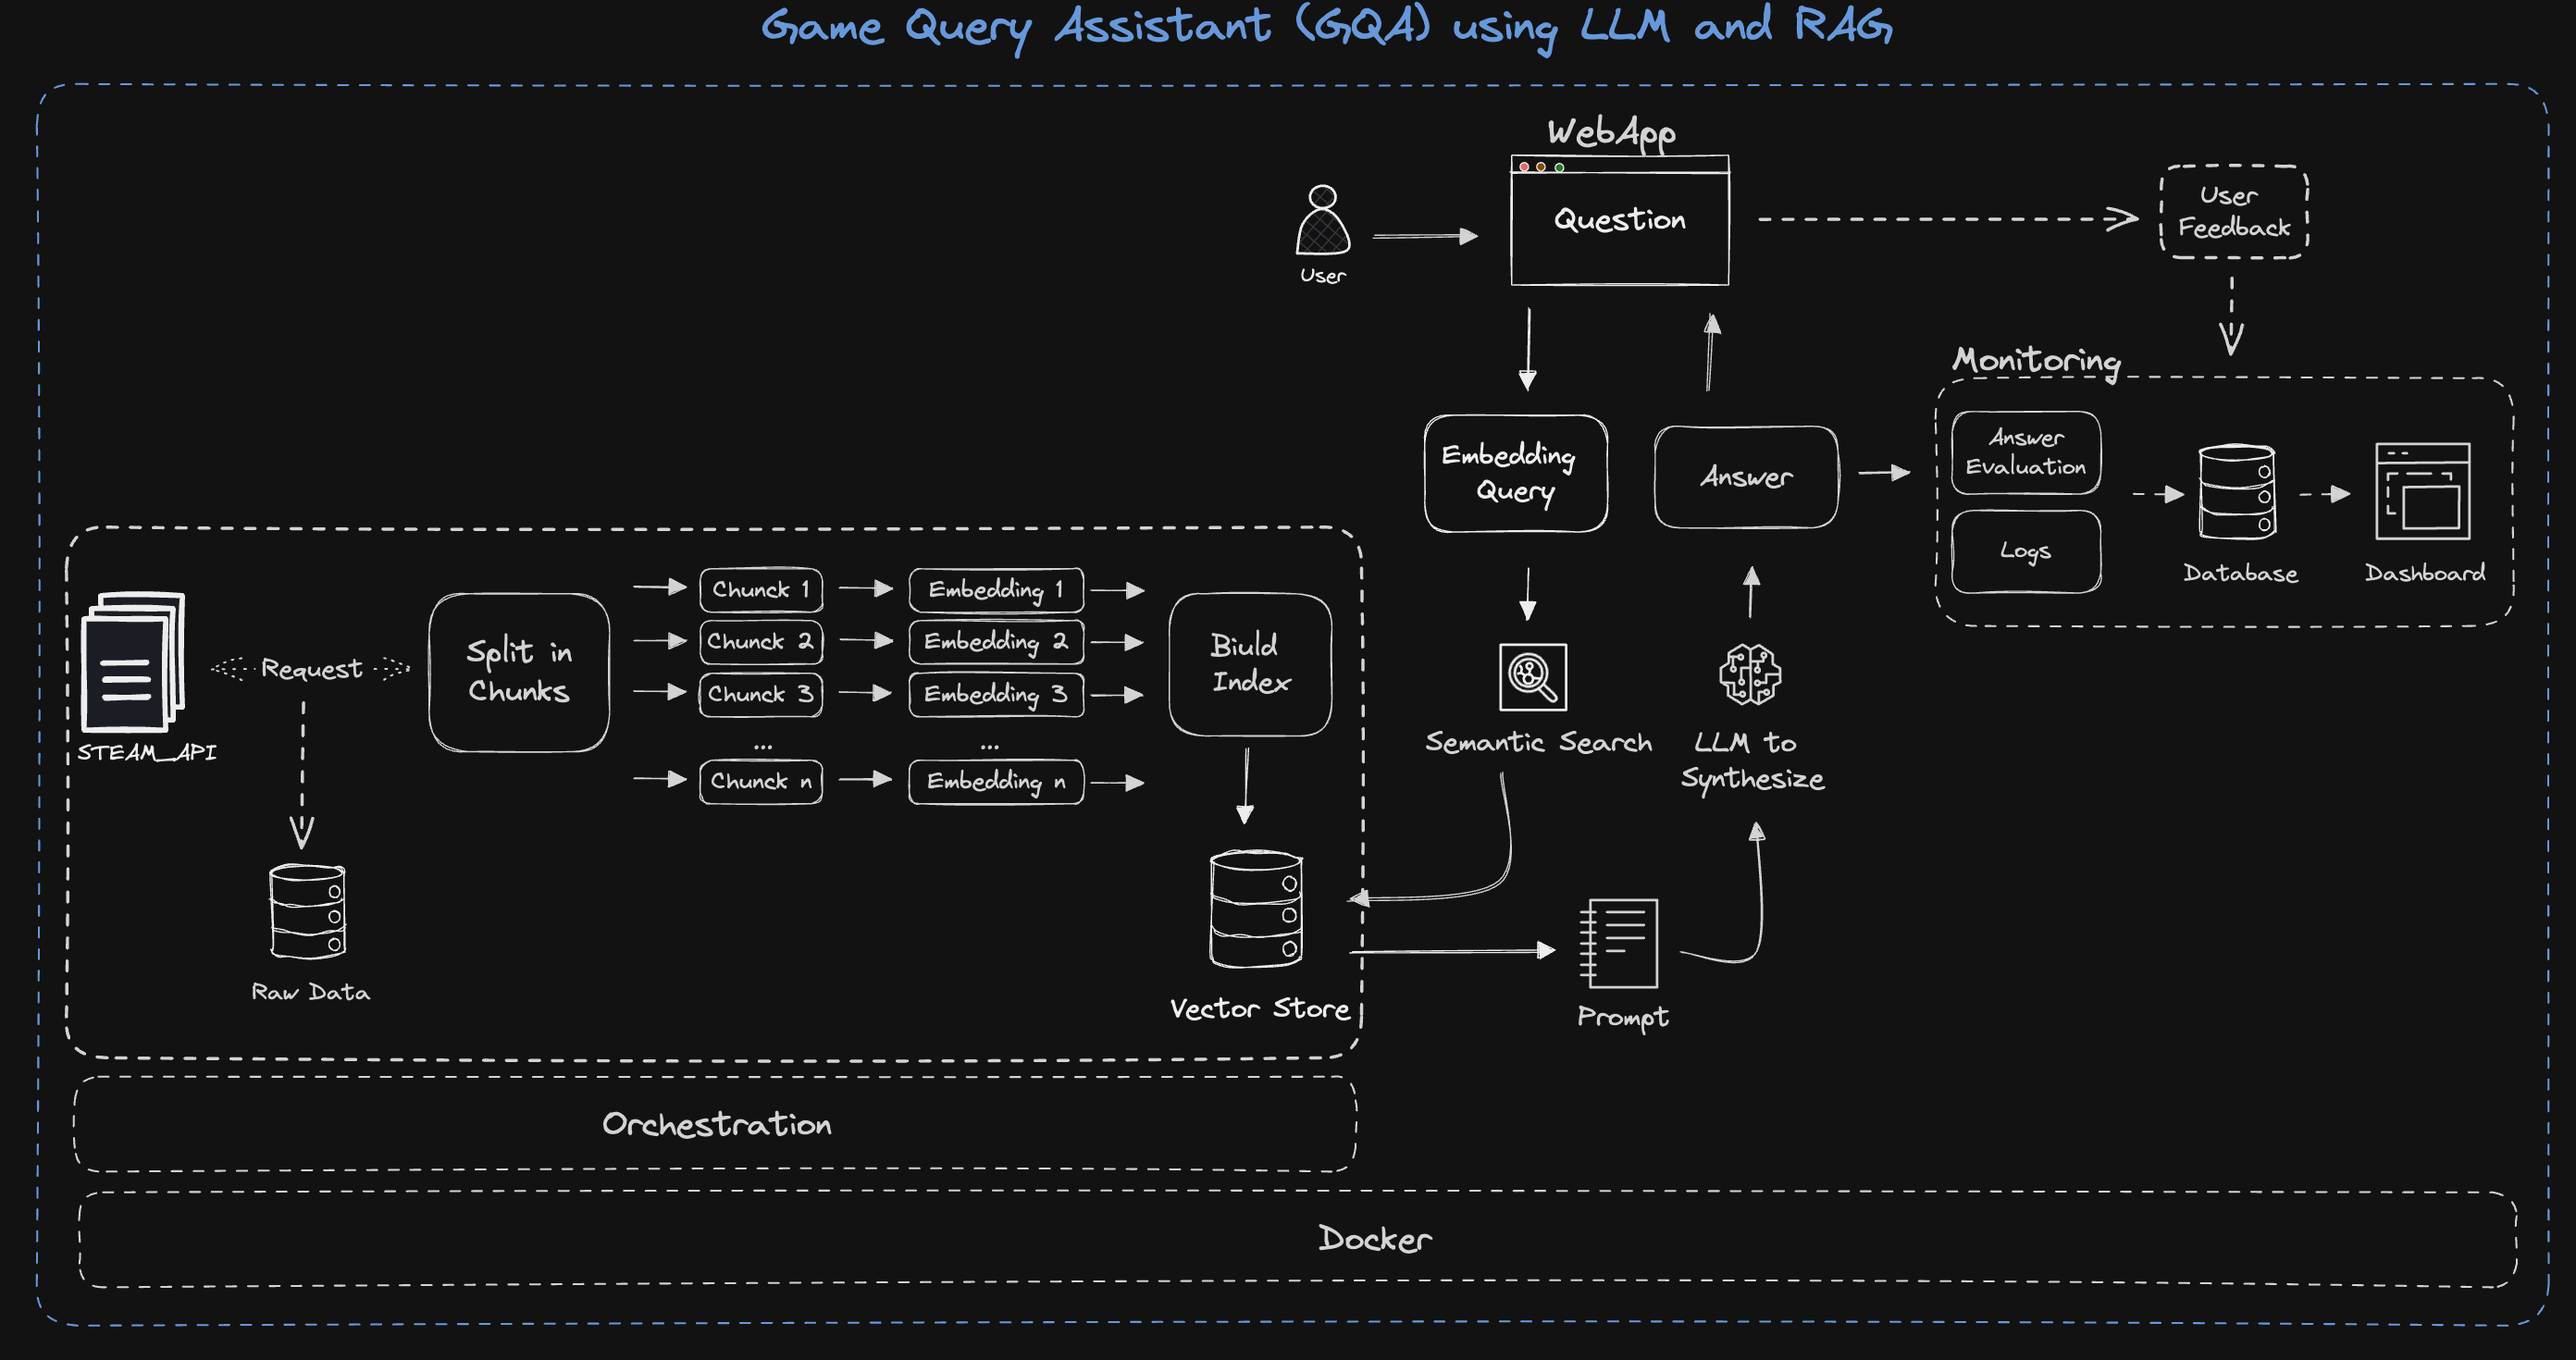 Game Query Assistant (GQA) using LLM and RAG
WebApp
Question
User
User
Feedback
Monitoring
Answer
Evaluation
Logs
Database
Dashboard
Embedding
Query
Answer
Semantic Search
LLM to
Synthesize
STEAM_API
Request
Raw Data
Split in
Chunks
Chunck 1
Embedding 1
Chunck 2
Embedding 2
Chunck 3
Embedding 3
...
...
Chunck n
Embedding n
Biuld
Index
Vector Store
Prompt
Orchestration
Docker